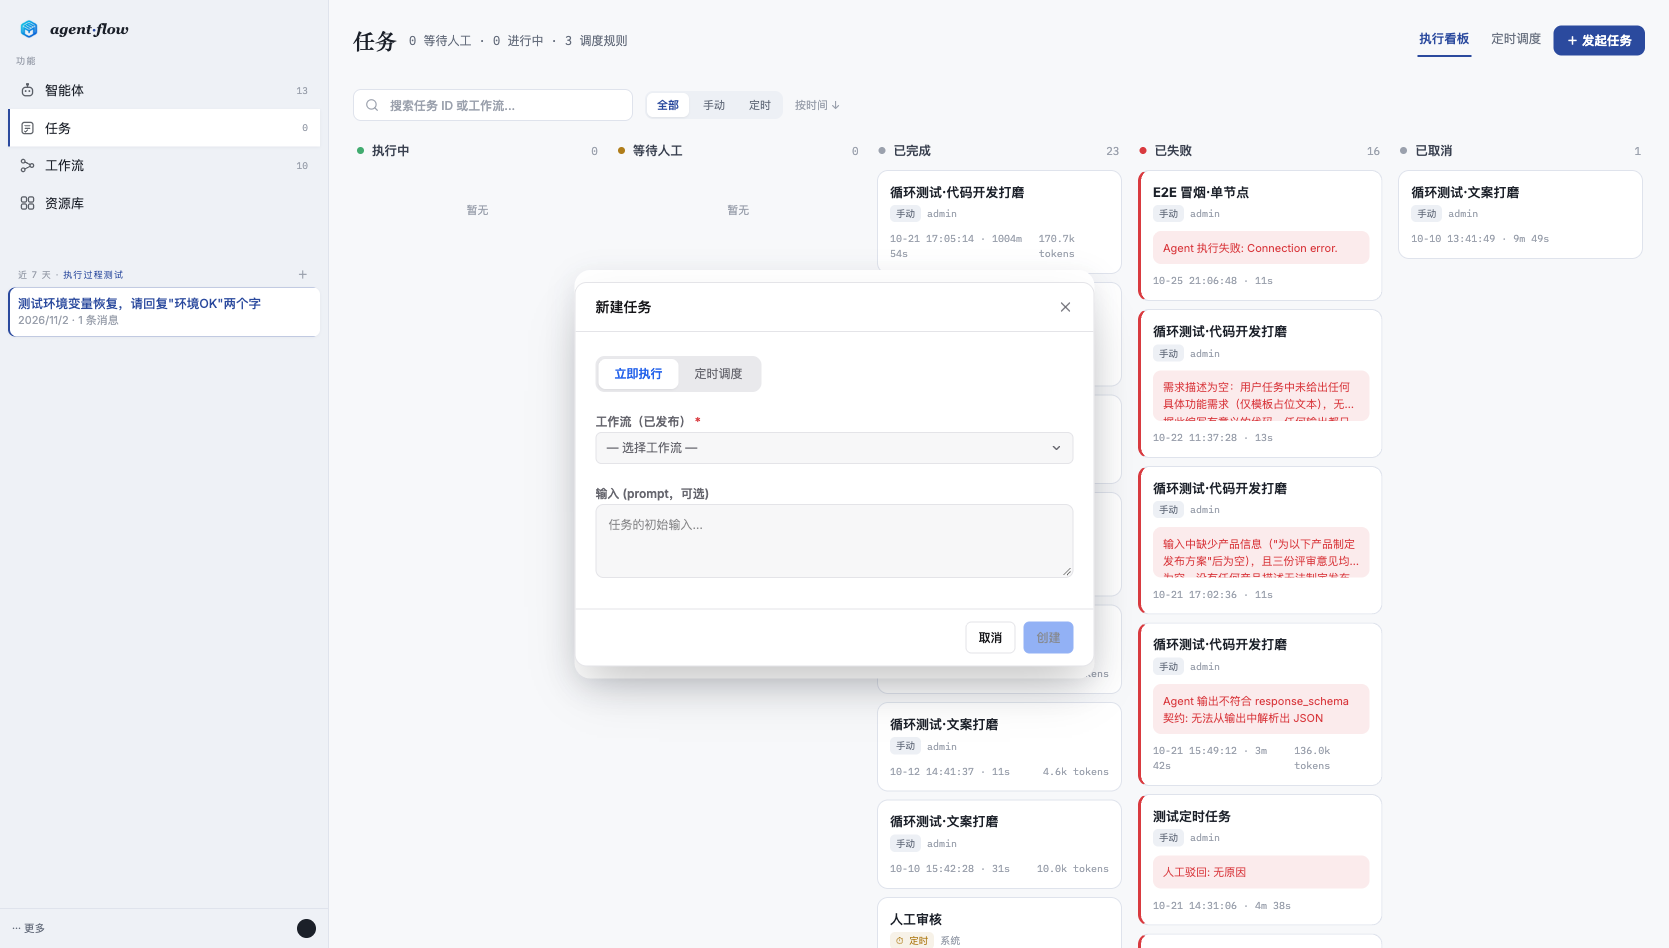 agent·flow
功能
智能体 13
任务 0
工作流 10
资源库
近 7 天 · 执行过程测试
测试环境变量恢复，请回复"环境OK"两个字
2026/11/2 · 1 条消息
··· 更多
任务 0 等待人工 · 0 进行中 · 3 调度规则
执行看板 定时调度 + 发起任务
搜索任务 ID 或工作流... 全部 手动 定时 按时间 ↓
执行中 0
暂无
等待人工 0
暂无
已完成 23
循环测试·代码开发打磨
手动 admin
10-21 17:05:14 · 1004m 170.7k
54s tokens
循环测试·文案打磨
手动 admin
10-12 14:41:37 · 11s 4.6k tokens
循环测试·文案打磨
手动 admin
10-10 15:42:28 · 31s 10.0k tokens
人工审核
定时 系统
已失败 16
E2E 冒烟·单节点
手动 admin
Agent 执行失败: Connection error.
10-25 21:06:48 · 11s
循环测试·代码开发打磨
手动 admin
需求描述为空：用户任务中未给出任何
具体功能需求（仅模板占位文本），无...
10-22 11:37:28 · 13s
循环测试·代码开发打磨
手动 admin
输入中缺少产品信息（"为以下产品制定
发布方案"后为空），且三份评审意见均...
10-21 17:02:36 · 11s
循环测试·代码开发打磨
手动 admin
Agent 输出不符合 response_schema
契约: 无法从输出中解析出 JSON
10-21 15:49:12 · 3m 136.0k
42s tokens
测试定时任务
手动 admin
人工驳回: 无原因
10-21 14:31:06 · 4m 38s
已取消 1
循环测试·文案打磨
手动 admin
10-10 13:41:49 · 9m 49s
新建任务
立即执行 定时调度
工作流（已发布） *
— 选择工作流 —
输入 (prompt，可选)
任务的初始输入...
取消 创建